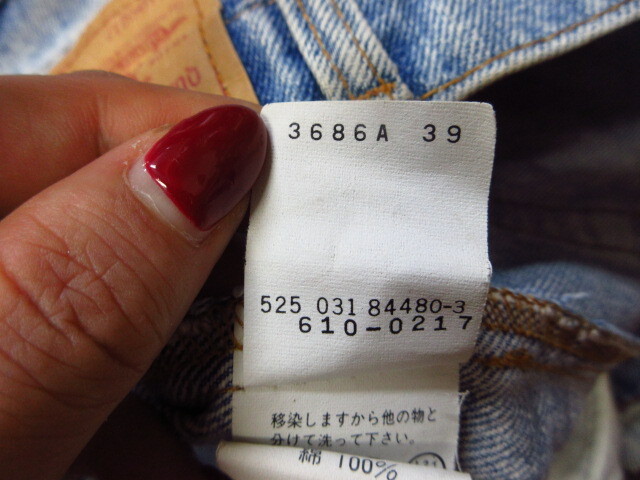 3686A 39
525 031 84480-3
610-0217
移染しますから他の物と
分けて洗って下さい。
綿 100%